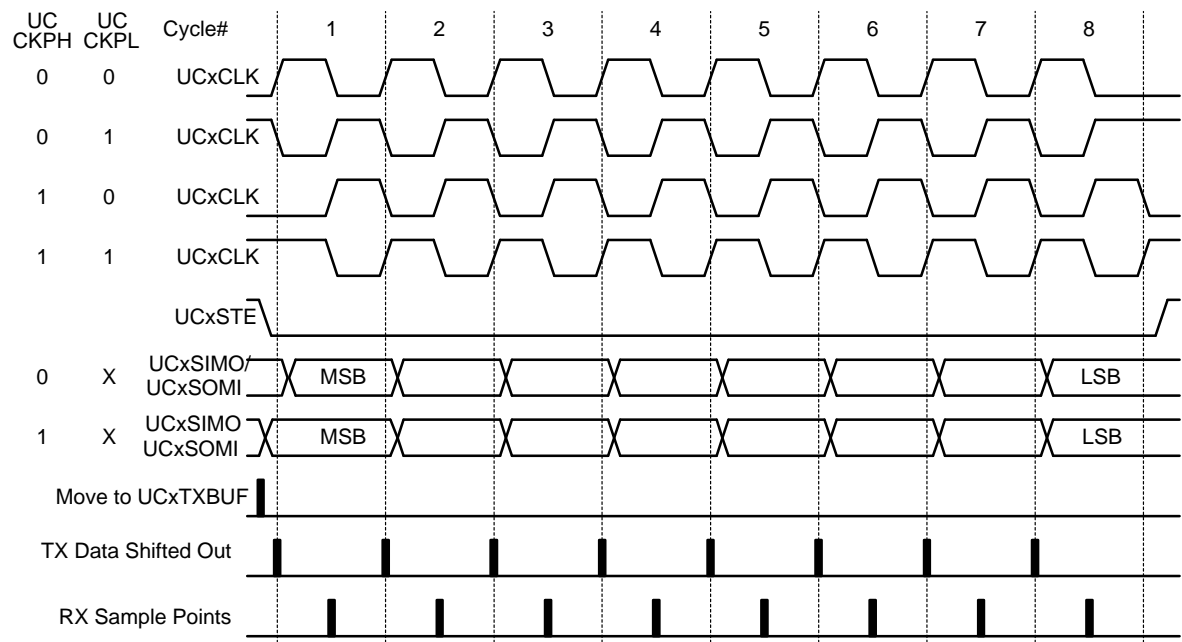 UC UC
CKPH CKPL Cycle# 1 2 3 4 5 6 7 8
0 0 UCxCLK
0 1 UCxCLK
1 0 UCxCLK
1 1 UCxCLK
UCxSTE
0 X UCxSIMO/
UCxSOMI MSB LSB
1 X UCxSIMO
UCxSOMI MSB LSB
Move to UCxTXBUF
TX Data Shifted Out
RX Sample Points